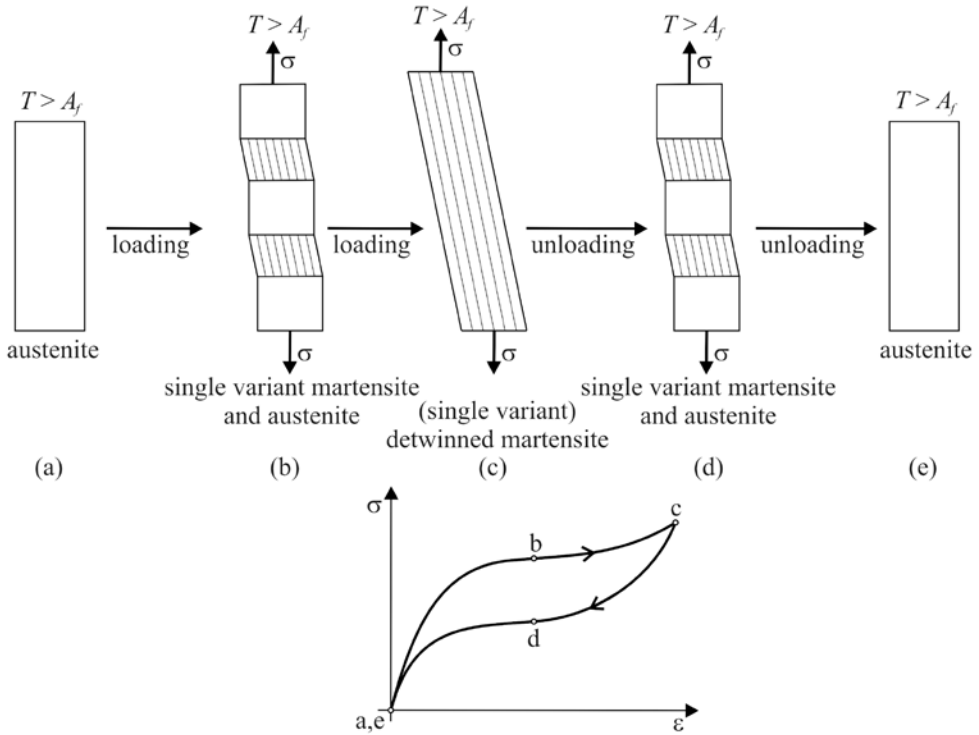 T > A_f
σ
T > A_f
σ
T > A_f
σ
T > A_f
T > A_f
loading
loading
unloading
unloading
austenite
σ
σ
σ
austenite
single variant martensite
and austenite
(single variant)
detwinned martensite
single variant martensite
and austenite
(a)
(b)
(c)
(d)
(e)
σ
c
b
d
a,e
ε